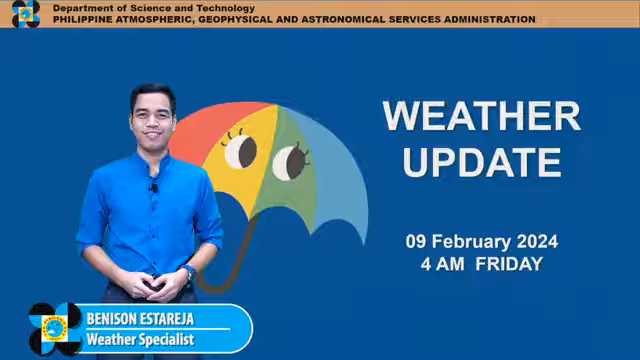 Department of Science and Technology
PHILIPPINE ATMOSPHERIC, GEOPHYSICAL AND ASTRONOMICAL SERVICES ADMINISTRATION
WEATHER
UPDATE
09 February 2024
4 AM FRIDAY
BENISON ESTAREJA
Weather Specialist